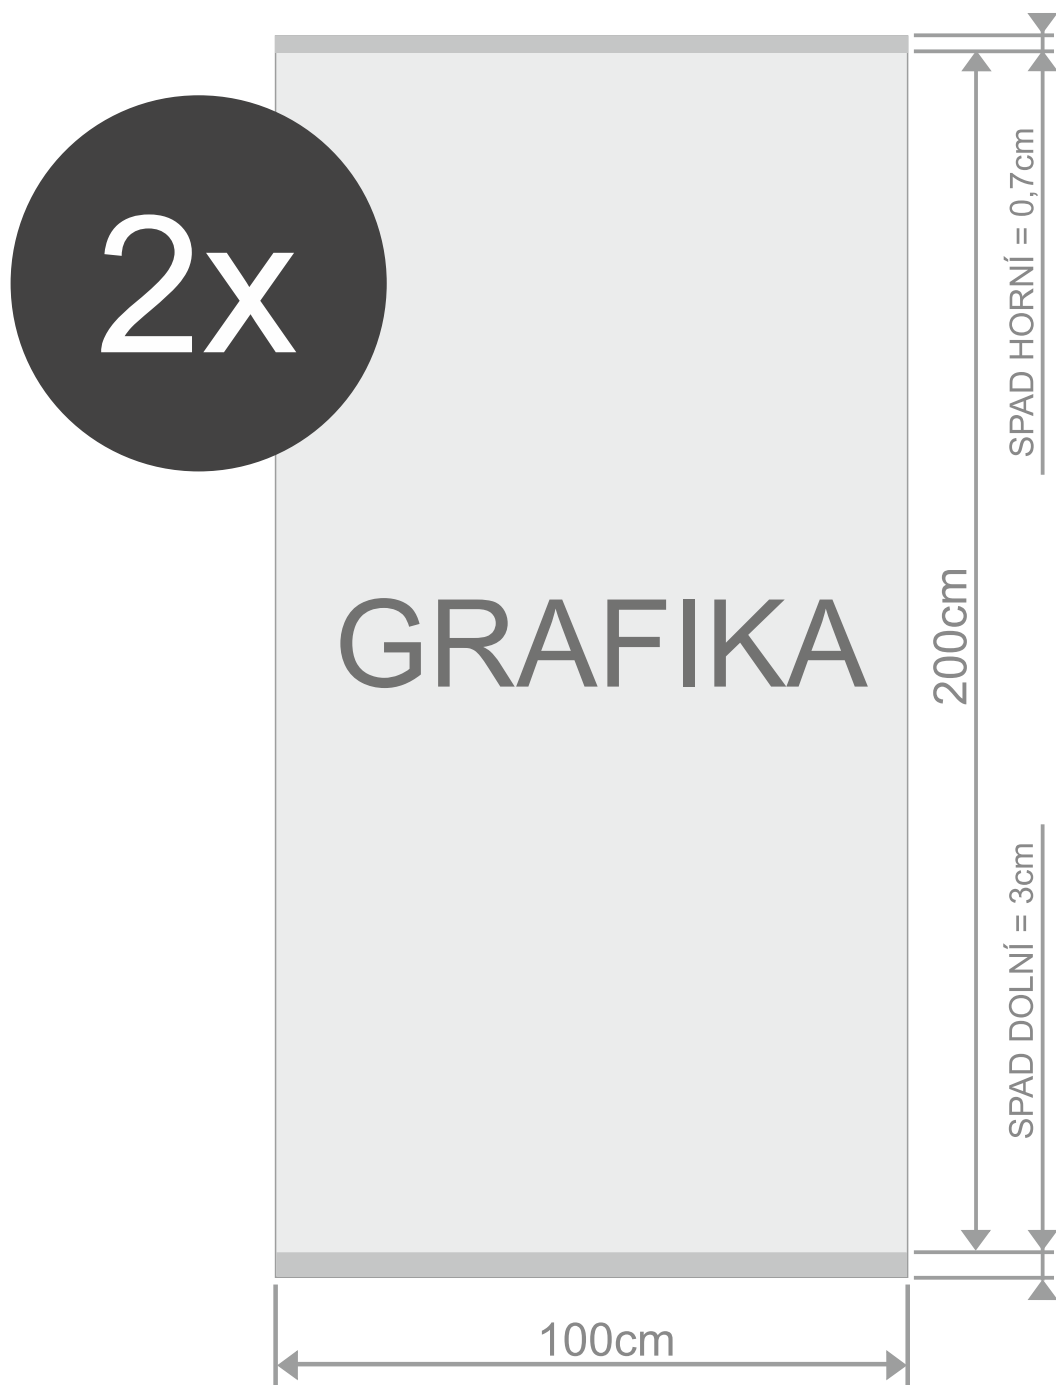 2x
SPAD HORNÍ = 0,7cm
GRAFIKA
200cm
SPAD DOLNÍ = 3cm
100cm